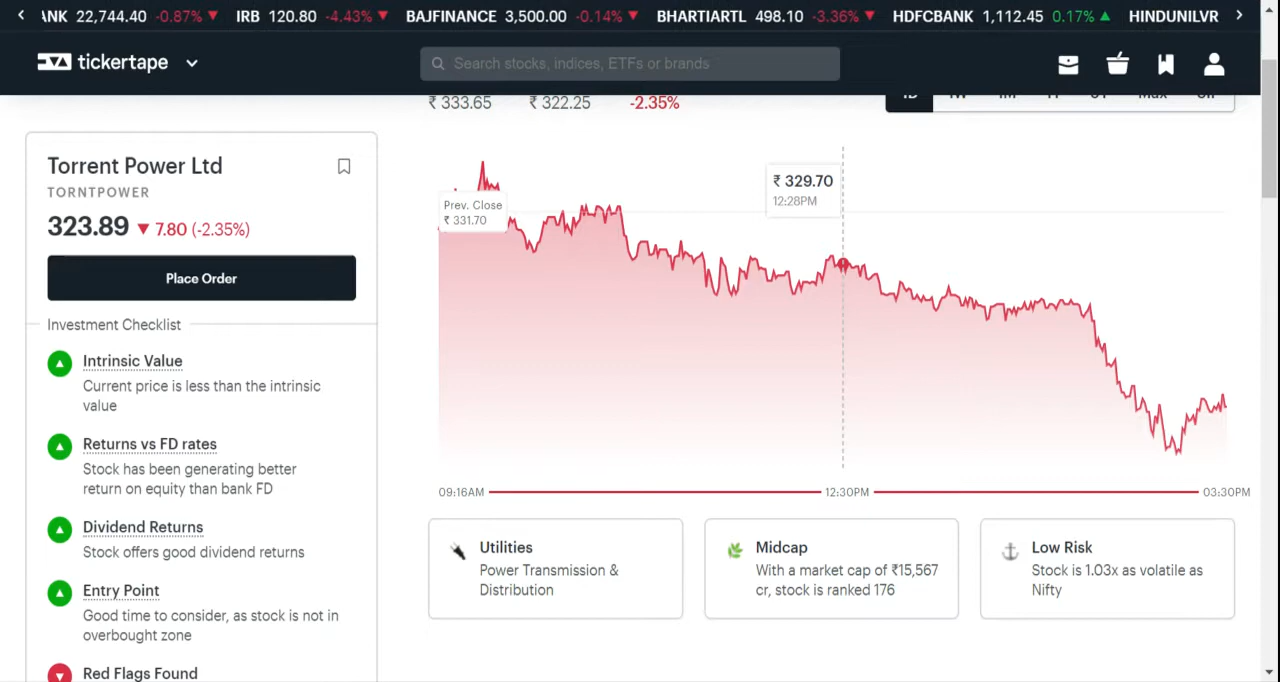 ANK 22,744.40 -0.87% ▼ IRB 120.80 -4.43% ▼ BAJFINANCE 3,500.00 -0.14% ▼ BHARTIARTL 498.10 -3.36% ▼ HDFCBANK 1,112.45 0.17% ▲ HINDUNILVR
tickertape
Search stocks, indices, ETFs or brands
₹ 333.65 ₹ 322.25 -2.35%
1D 1W 1M Max
Torrent Power Ltd
TORNTPOWER
323.89 ▼ 7.80 (-2.35%)
Place Order
Investment Checklist
Intrinsic Value
Current price is less than the intrinsic
value
Returns vs FD rates
Stock has been generating better
return on equity than bank FD
Dividend Returns
Stock offers good dividend returns
Entry Point
Good time to consider, as stock is not in
overbought zone
Red Flags Found
Prev. Close
₹ 331.70
₹ 329.70
12:28PM
09:16AM 12:30PM 03:30PM
Utilities
Power Transmission &
Distribution
Midcap
With a market cap of ₹15,567
cr, stock is ranked 176
Low Risk
Stock is 1.03x as volatile as
Nifty